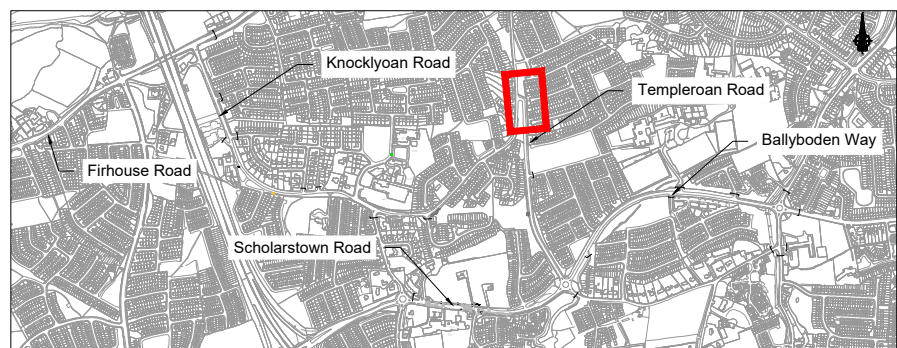 Knocklyoan Road
Templeroan Road
Ballyboden Way
Firhouse Road
Scholarstown Road